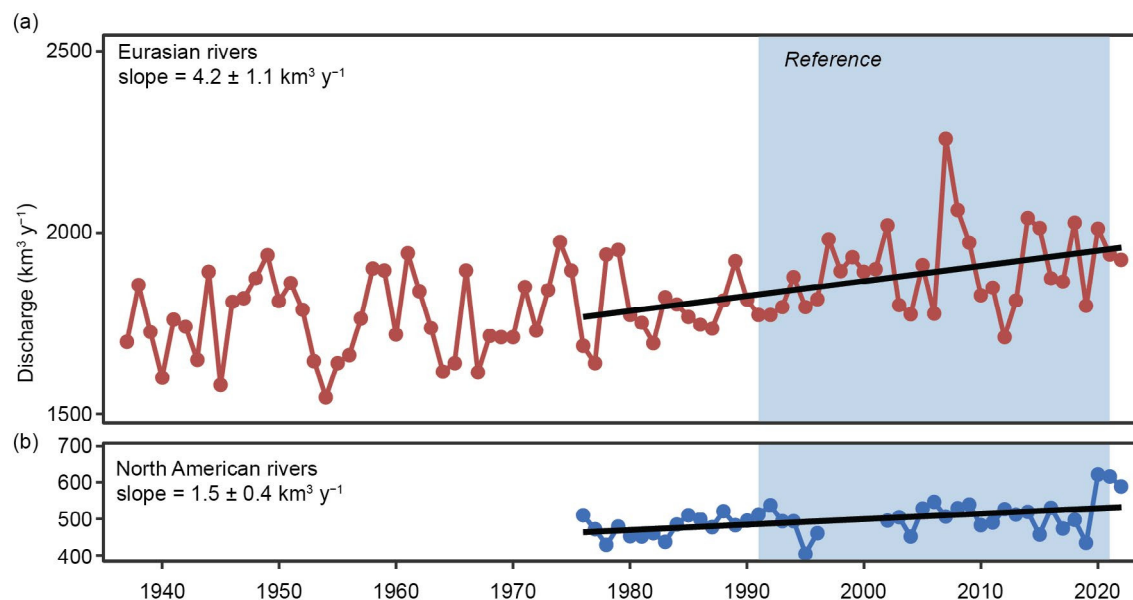 (a)
2500
Eurasian rivers
slope = 4.2 ± 1.1 km³ y⁻¹
Reference
2000
Discharge (km³ y⁻¹)
1500
(b)
700
North American rivers
slope = 1.5 ± 0.4 km³ y⁻¹
600
500
400
1940 1950 1960 1970 1980 1990 2000 2010 2020